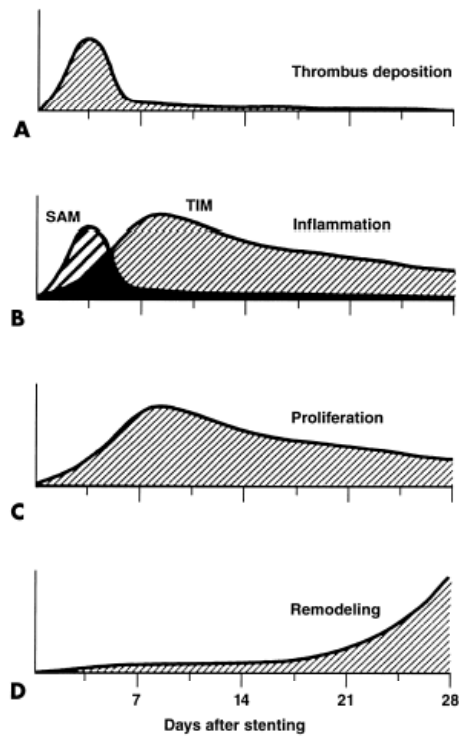 Thrombus deposition
A
SAM
TIM
Inflammation
B
Proliferation
C
Remodeling
D
7 14 21 28
Days after stenting